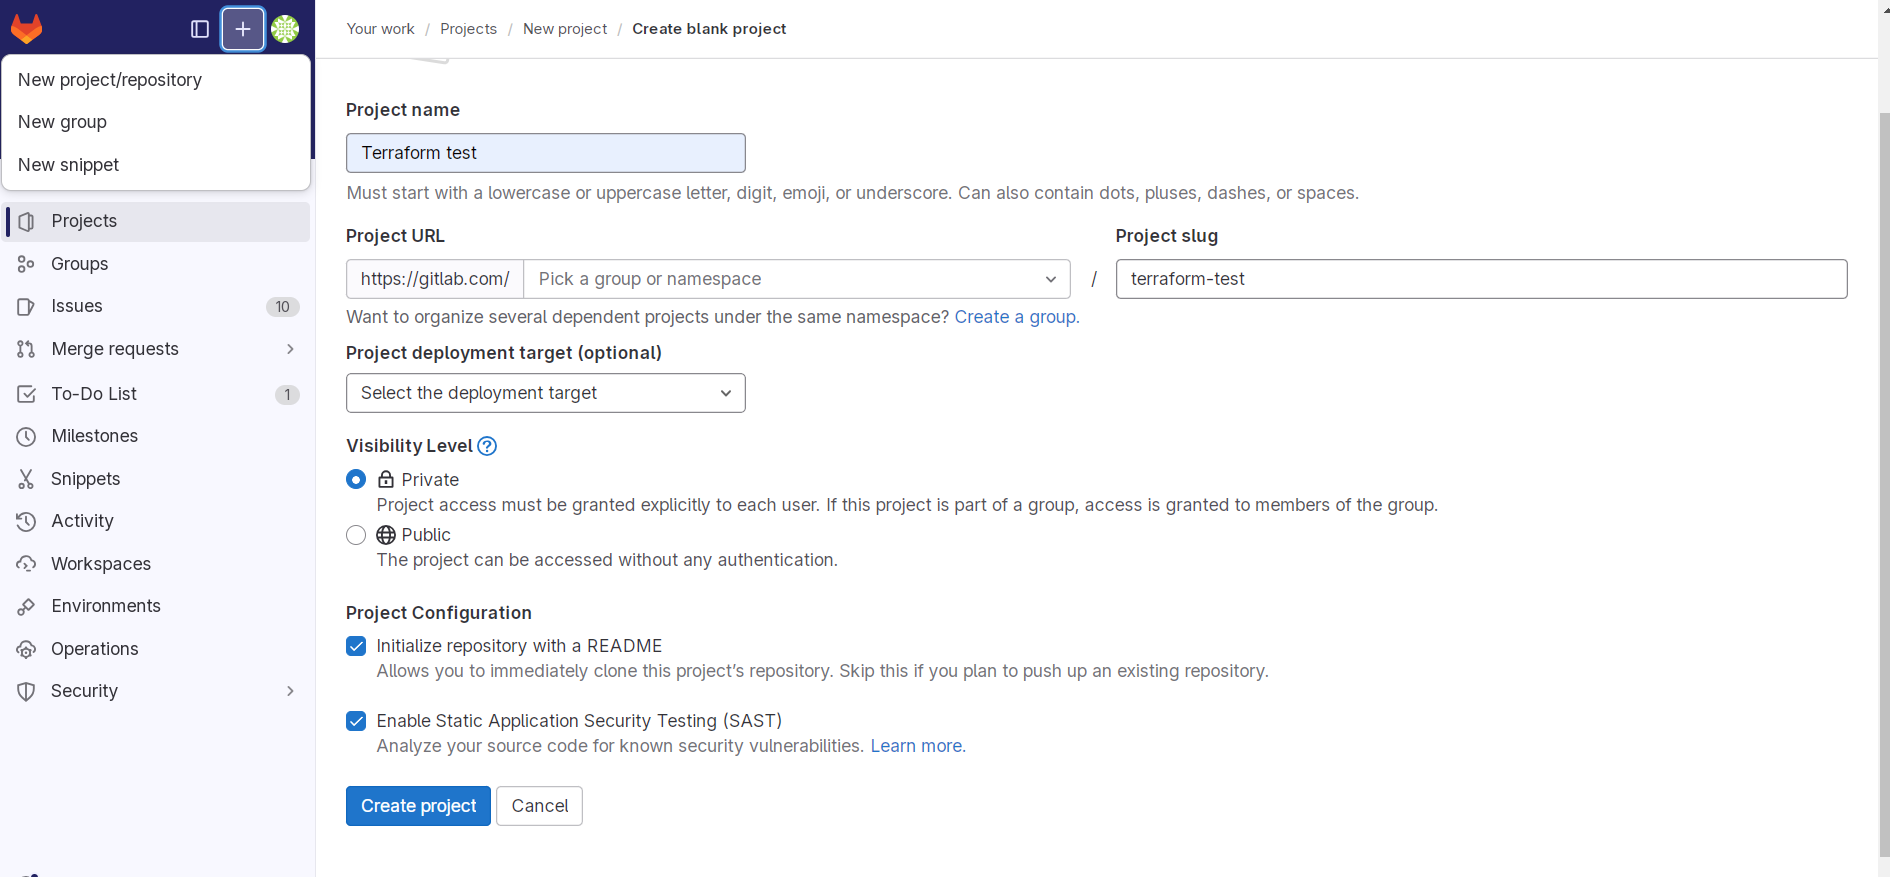 New project/repository
New group
New snippet
Projects
Groups
Issues 10
Merge requests
To-Do List 1
Milestones
Snippets
Activity
Workspaces
Environments
Operations
Security
Your work / Projects / New project / Create blank project
Project name
Terraform test
Must start with a lowercase or uppercase letter, digit, emoji, or underscore. Can also contain dots, pluses, dashes, or spaces.
Project URL
Project slug
https://gitlab.com/ Pick a group or namespace / terraform-test
Want to organize several dependent projects under the same namespace? Create a group.
Project deployment target (optional)
Select the deployment target
Visibility Level
Private
Project access must be granted explicitly to each user. If this project is part of a group, access is granted to members of the group.
Public
The project can be accessed without any authentication.
Project Configuration
Initialize repository with a README
Allows you to immediately clone this project’s repository. Skip this if you plan to push up an existing repository.
Enable Static Application Security Testing (SAST)
Analyze your source code for known security vulnerabilities. Learn more.
Create project Cancel